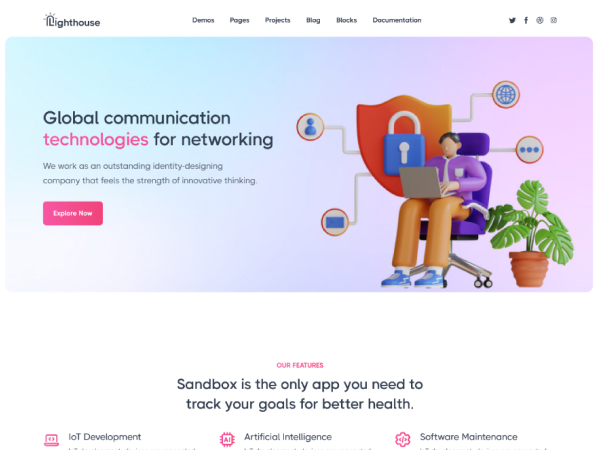 Lighthouse
Demos Pages Projects Blog Blocks Documentation
Global communication
technologies for networking
We work as an outstanding identity-designing
company that feels the strength of innovative thinking.
Explore Now
OUR FEATURES
Sandbox is the only app you need to
track your goals for better health.
IoT Development
AI
Artificial Intelligence
Software Maintenance